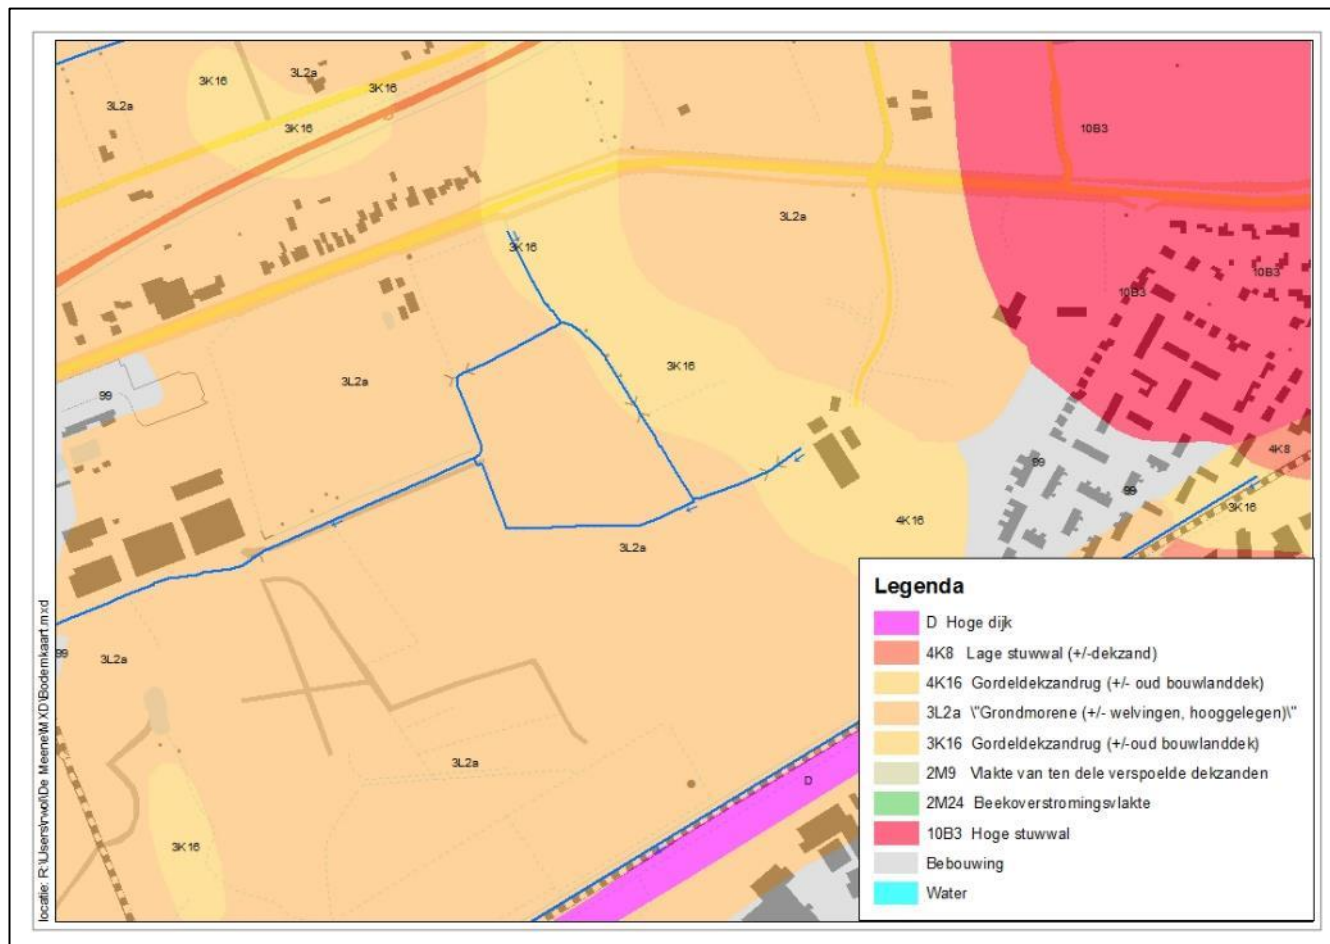 3K16
3L2a
3K16
3L2a
3K16
10B3
3L2a
3K16
10B3
10B3
3K16
3L2a
99
4K8
99
99
3K16
4K16
3L2a
3L2a
99
3L2a
D
3K16
locatie: R:\Users\rwol\De Meene\MXD\Bodemkaart.mxd
Legenda
D Hoge dijk
4K8 Lage stuwwal (+/-dekzand)
4K16 Gordeldekzandrug (+/- oud bouwlanddek)
3L2a \"Grondmorene (+/- welvingen, hooggelegen)\"
3K16 Gordeldekzandrug (+/-oud bouwlanddek)
2M9 Vlakte van ten dele verspoelde dekzanden
2M24 Beekoverstromingsvlakte
10B3 Hoge stuwwal
Bebouwing
Water